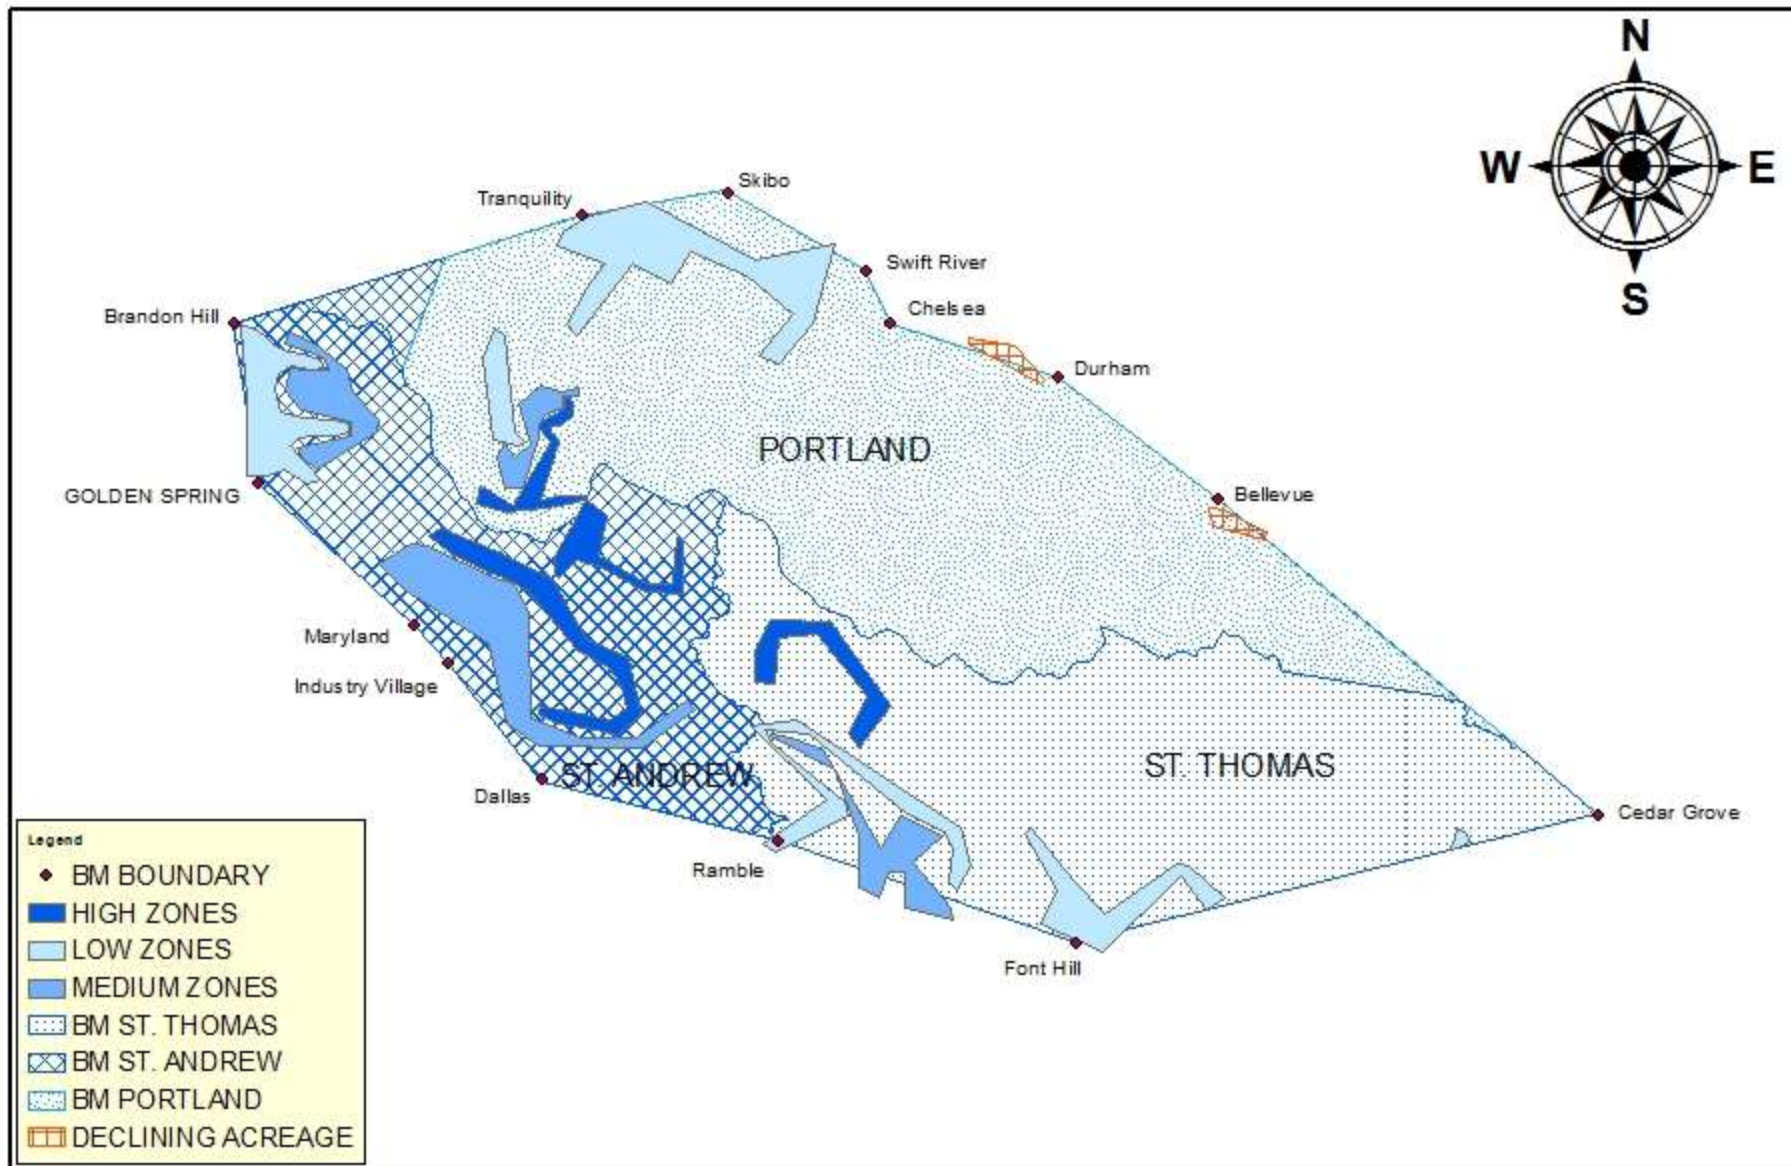 N
W
E
S
Skibo
Tranquility
Swift River
Chelsea
Brandon Hill
Durham
PORTLAND
GOLDEN SPRING
Bellevue
Maryland
Industry Village
ST. ANDREW
ST. THOMAS
Dallas
Cedar Grove
Ramble
Font Hill
Legend
BM BOUNDARY
HIGH ZONES
LOW ZONES
MEDIUM ZONES
BM ST. THOMAS
BM ST. ANDREW
BM PORTLAND
DECLINING ACREAGE